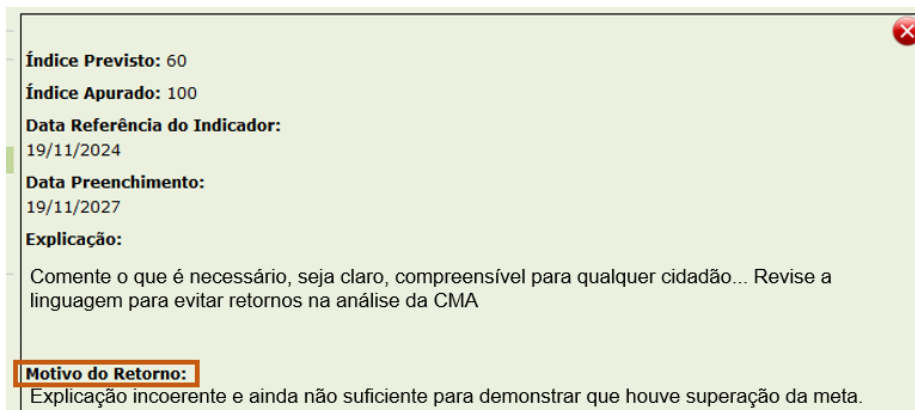 Índice Previsto: 60
Índice Apurado: 100
Data Referência do Indicador:
19/11/2024
Data Preenchimento:
19/11/2027
Explicação:
Comente o que é necessário, seja claro, compreensível para qualquer cidadão... Revise a
linguagem para evitar retornos na análise da CMA
Motivo do Retorno:
Explicação incoerente e ainda não suficiente para demonstrar que houve superação da meta.